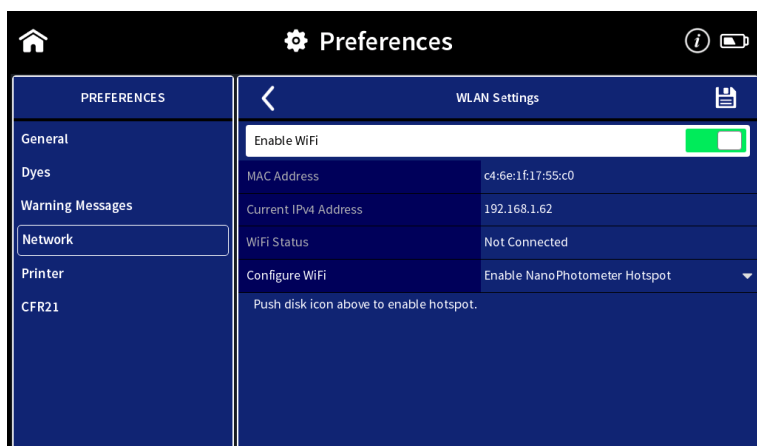 Preferences
i
PREFERENCES
WLAN Settings
General
Enable WiFi
Dyes
MAC Address c4:6e:1f:17:55:c0
Warning Messages
Current IPv4 Address 192.168.1.62
Network
WiFi Status Not Connected
Printer
Configure WiFi Enable NanoPhotometer Hotspot
CFR21
Push disk icon above to enable hotspot.